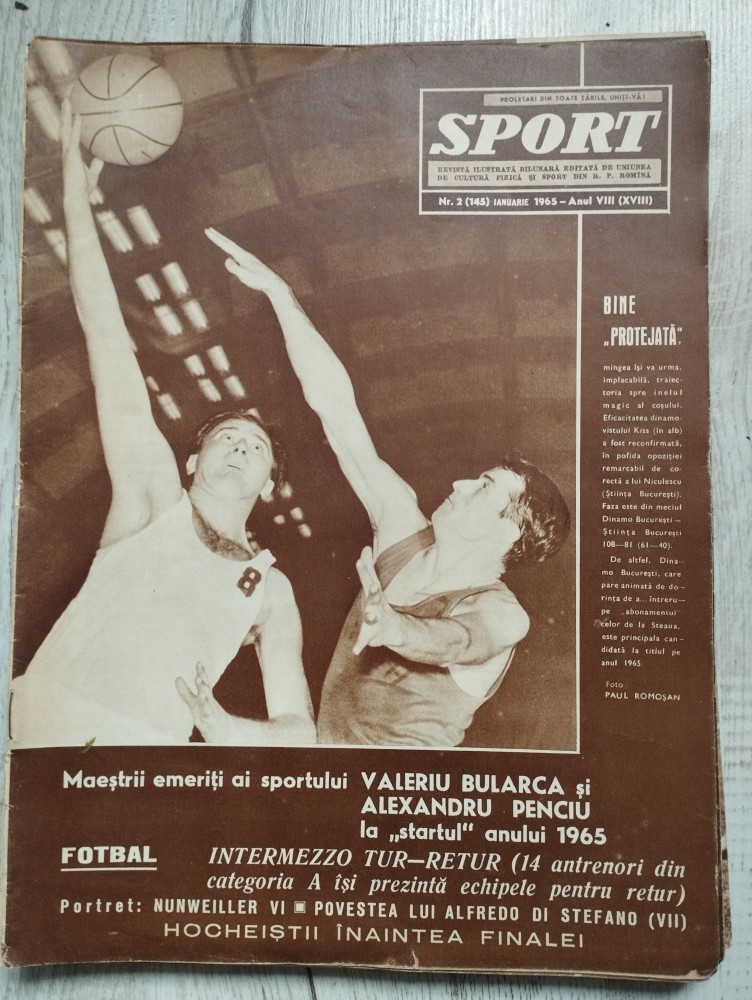 PROLETARI DIN TOATE ȚĂRILE, UNIȚI-VĂ!
SPORT
REVISTĂ ILUSTRATĂ BILUNARĂ EDITATĂ DE UNIUNEA
DE CULTURĂ FIZICĂ ȘI SPORT DIN R. P. ROMÎNĂ
Nr. 2 (145) IANUARIE 1965 – Anul VIII (XVIII)
BINE
„PROTEJATĂ",
mingea își va urma,
implacabilă, traiec-
toria spre inelul
magic al coșului.
Eficacitatea dinamo-
vistului Kiss (în alb)
a fost reconfirmată,
în pofida opoziției
remarcabil de co-
rectă a lui Niculescu
(Știința București).
Faza este din meciul
Dinamo București –
Știința București
108—81 (61—40).
De altfel, Dina-
mo București, care
pare animată de do-
rința de a... întreru-
pe „abonamentul"
celor de la Steaua,
este principala can-
didată la titlul pe
anul 1965.
Foto
PAUL ROMOȘAN
8
Maeștrii emeriți ai sportului VALERIU BULARCA și
ALEXANDRU PENCIU
la „startul" anului 1965
FOTBAL INTERMEZZO TUR—RETUR (14 antrenori din
categoria A își prezintă echipele pentru retur)
Portret: NUNWEILLER VI ▣ POVESTEA LUI ALFREDO DI STEFANO (VII)
HOCHEIȘTII ÎNAINTEA FINALEI